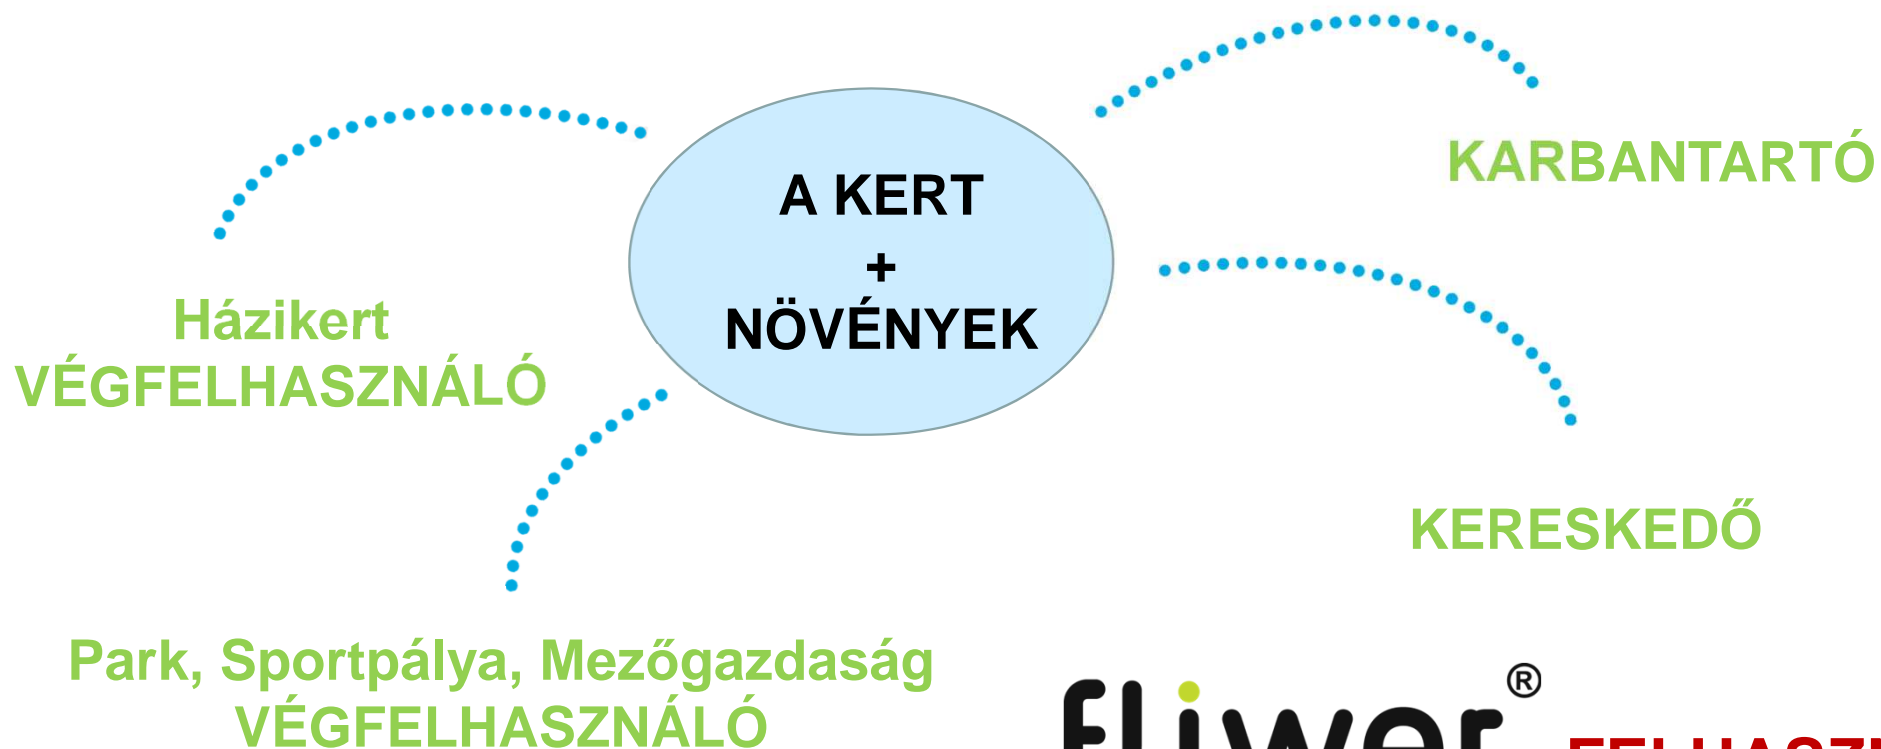 A KERT
+
NÖVÉNYEK
KARBANTARTÓ
Házikert
VÉGFELHASZNÁLÓ
KERESKEDŐ
Park, Sportpálya, Mezőgazdaság
VÉGFELHASZNÁLÓ
fliwer®